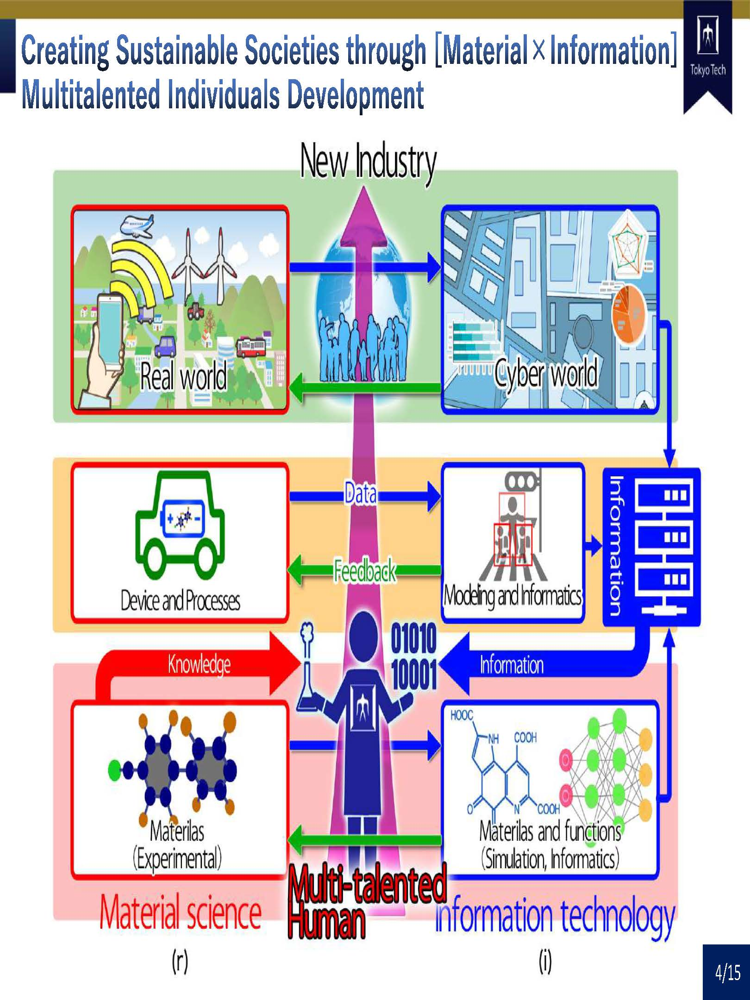 Creating Sustainable Societies through [Material×Information]
Multitalented Individuals Development
Tokyo Tech
New Industry
Real world
Cyber world
Data
Feedback
Device and Processes
Modeling and Informatics
Information
Knowledge
01010
10001
Information
HOOC
NH
COOH
O
N
COOH
Materilas
(Experimental)
Materilas and functions
(Simulation, Informatics)
Multi-talented
Human
Material science
Information technology
(r)
(i)
4/15